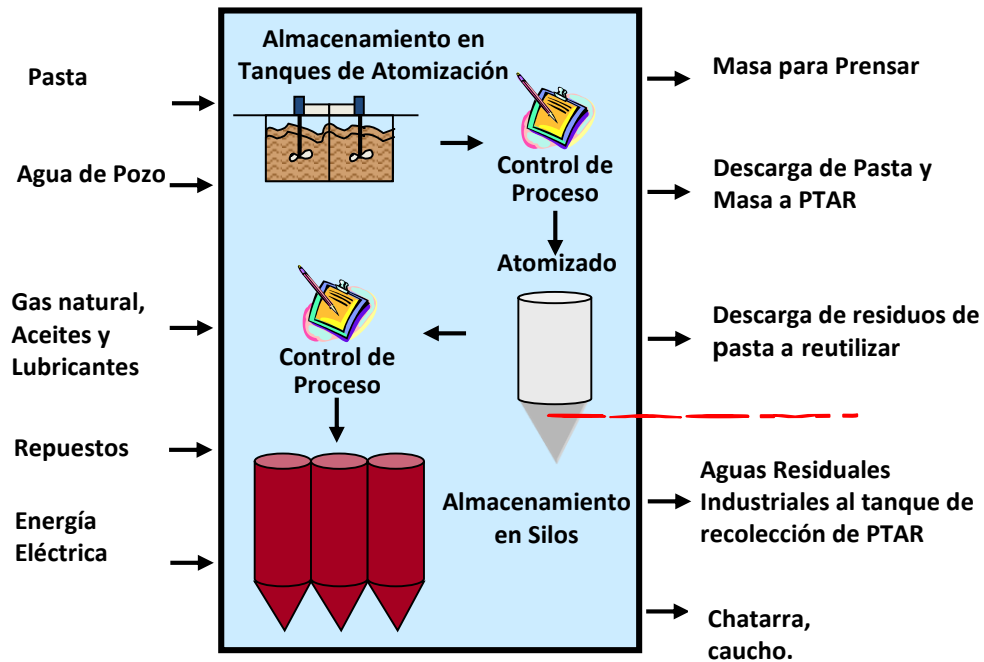 Pasta
Agua de Pozo
Gas natural,
Aceites y
Lubricantes
Repuestos
Energía
Eléctrica
Almacenamiento en
Tanques de Atomización
Control de
Proceso
Atomizado
Control de
Proceso
Almacenamiento
en Silos
Masa para Prensar
Descarga de Pasta y
Masa a PTAR
Descarga de residuos de
pasta a reutilizar
Aguas Residuales
Industriales al tanque de
recolección de PTAR
Chatarra,
caucho.